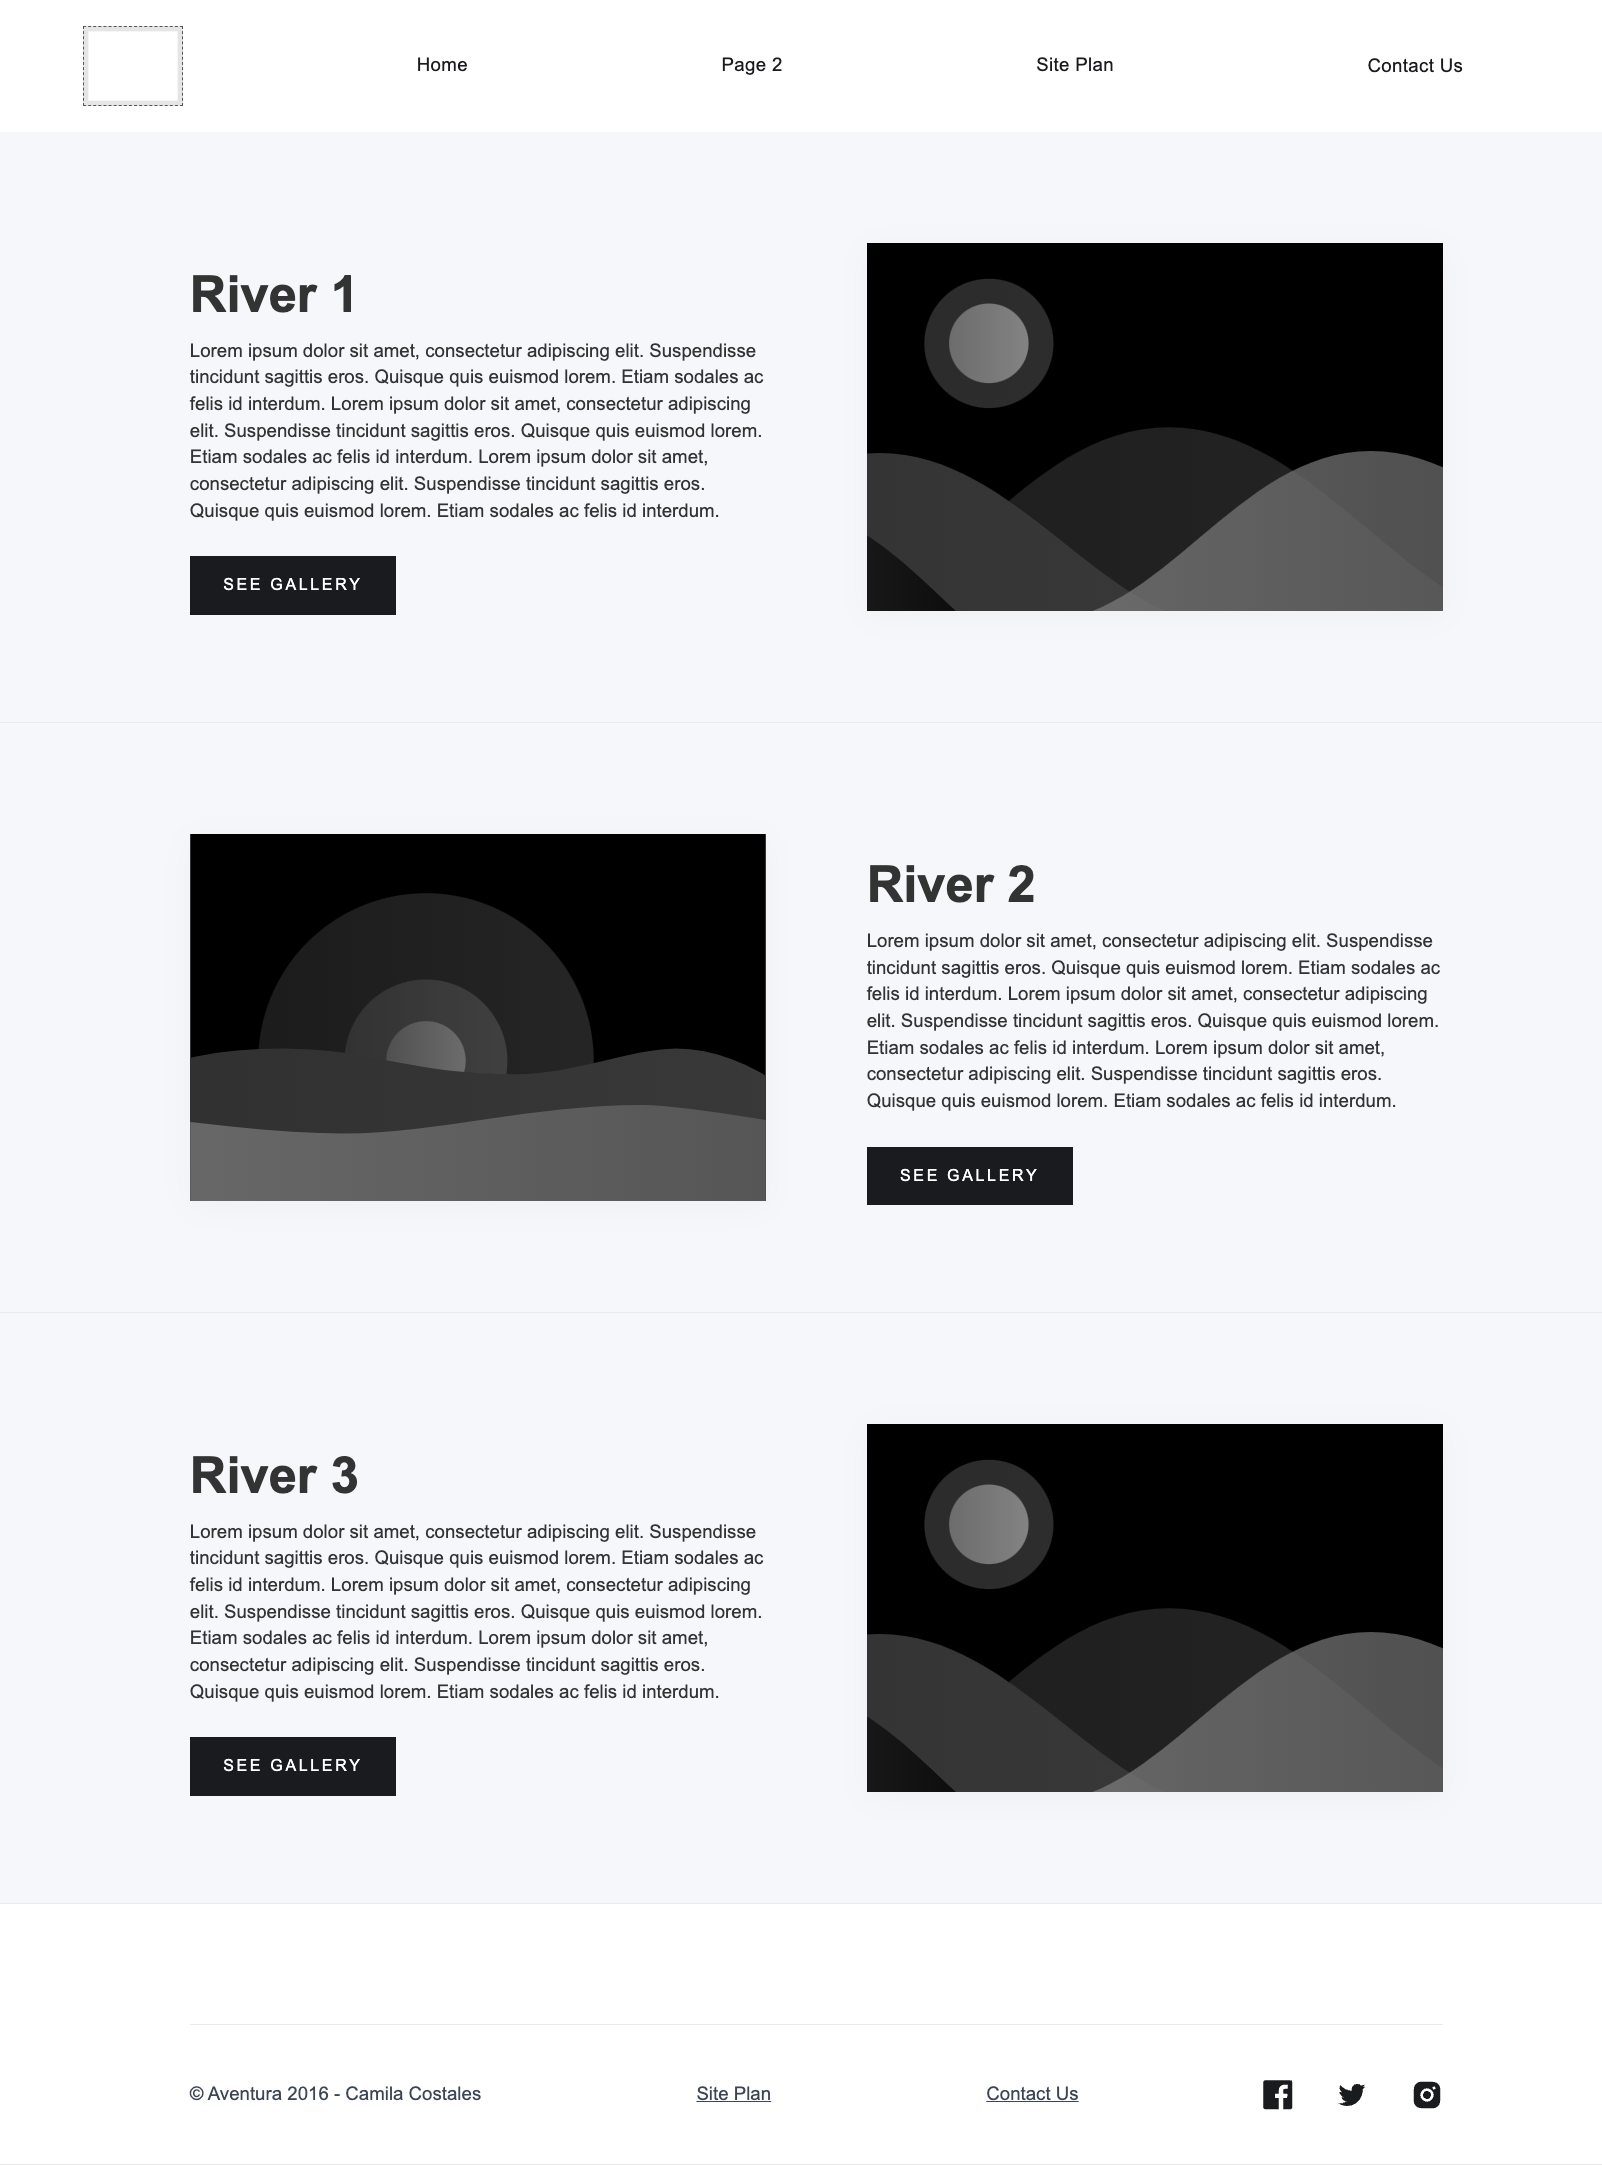 Home
Page 2
Site Plan
Contact Us
River 1
Lorem ipsum dolor sit amet, consectetur adipiscing elit. Suspendisse
tincidunt sagittis eros. Quisque quis euismod lorem. Etiam sodales ac
felis id interdum. Lorem ipsum dolor sit amet, consectetur adipiscing
elit. Suspendisse tincidunt sagittis eros. Quisque quis euismod lorem.
Etiam sodales ac felis id interdum. Lorem ipsum dolor sit amet,
consectetur adipiscing elit. Suspendisse tincidunt sagittis eros.
Quisque quis euismod lorem. Etiam sodales ac felis id interdum.
SEE GALLERY
River 2
Lorem ipsum dolor sit amet, consectetur adipiscing elit. Suspendisse
tincidunt sagittis eros. Quisque quis euismod lorem. Etiam sodales ac
felis id interdum. Lorem ipsum dolor sit amet, consectetur adipiscing
elit. Suspendisse tincidunt sagittis eros. Quisque quis euismod lorem.
Etiam sodales ac felis id interdum. Lorem ipsum dolor sit amet,
consectetur adipiscing elit. Suspendisse tincidunt sagittis eros.
Quisque quis euismod lorem. Etiam sodales ac felis id interdum.
SEE GALLERY
River 3
Lorem ipsum dolor sit amet, consectetur adipiscing elit. Suspendisse
tincidunt sagittis eros. Quisque quis euismod lorem. Etiam sodales ac
felis id interdum. Lorem ipsum dolor sit amet, consectetur adipiscing
elit. Suspendisse tincidunt sagittis eros. Quisque quis euismod lorem.
Etiam sodales ac felis id interdum. Lorem ipsum dolor sit amet,
consectetur adipiscing elit. Suspendisse tincidunt sagittis eros.
Quisque quis euismod lorem. Etiam sodales ac felis id interdum.
SEE GALLERY
© Aventura 2016 - Camila Costales
Site Plan
Contact Us